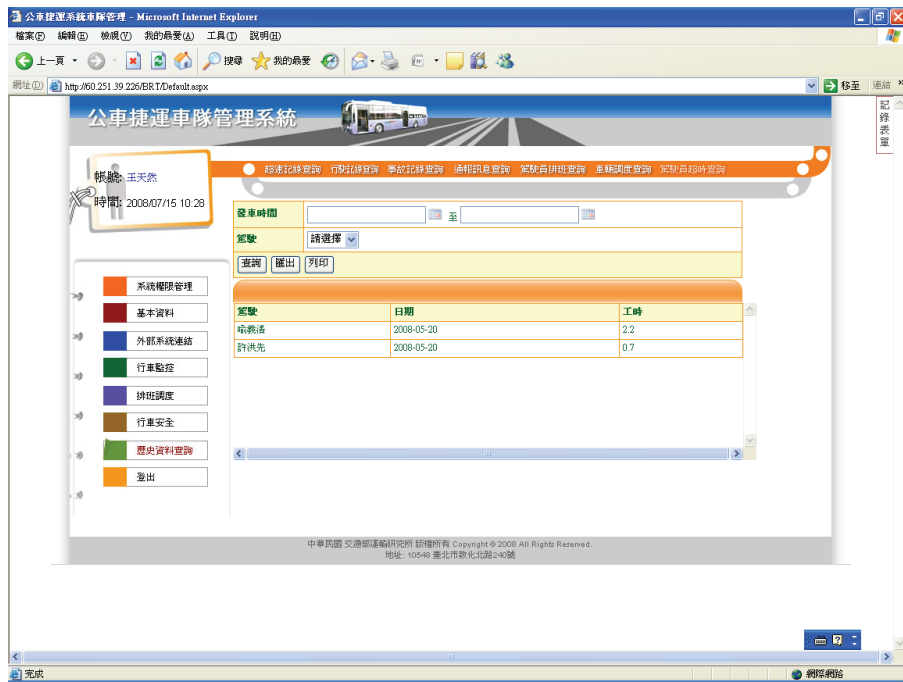 公車捷運系統車隊管理 - Microsoft Internet Explorer
檔案(F) 編輯(E) 檢視(V) 我的最愛(A) 工具(T) 說明(H)
上一頁 搜尋 我的最愛
網址(D) http://60.251.39.226/BRT/Default.aspx 移至 連結 »
公車捷運車隊管理系統
記錄表單
帳號: 王天然
時間: 2008/07/15 10:28
超速記錄查詢 行駛記錄查詢 事故記錄查詢 通報訊息查詢 駕駛員排班查詢 車輛調度查詢 駕駛員超時查詢
發車時間 至
駕駛 請選擇
查詢 匯出 列印
駕駛 日期 工時
喻義洛 2008-05-20 2.2
許洪先 2008-05-20 0.7
系統權限管理
基本資料
外部系統連結
行車監控
排班調度
行車安全
歷史資料查詢
登出
中華民國 交通部運輸研究所 版權所有 Copyright © 2008 All Rights Reserved.
地址: 10548 臺北市敦化北路240號
完成 網際網路